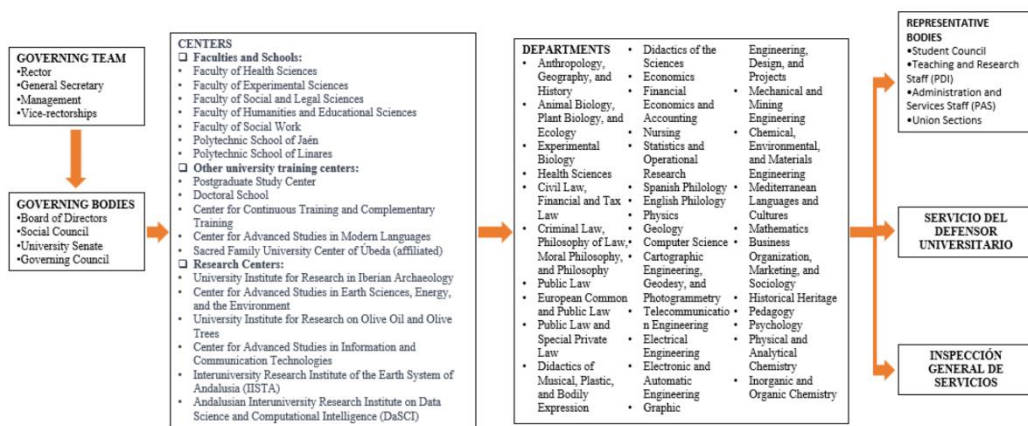 GOVERNING TEAM
•Rector
•General Secretary
•Management
•Vice-rectorships
GOVERNING BODIES
•Board of Directors
•Social Council
•University Senate
•Governing Council
CENTERS
❑ Faculties and Schools:
• Faculty of Health Sciences
• Faculty of Experimental Sciences
• Faculty of Social and Legal Sciences
• Faculty of Humanities and Educational Sciences
• Faculty of Social Work
• Polytechnic School of Jaén
• Polytechnic School of Linares
❑ Other university training centers:
• Postgraduate Study Center
• Doctoral School
• Center for Continuous Training and Complementary
Training
• Center for Advanced Studies in Modern Languages
• Sacred Family University Center of Úbeda (affiliated)
❑ Research Centers:
• University Institute for Research in Iberian Archaeology
• Center for Advanced Studies in Earth Sciences, Energy,
and the Environment
• University Institute for Research on Olive Oil and Olive
Trees
• Center for Advanced Studies in Information and
Communication Technologies
• Interuniversity Research Institute of the Earth System of
Andalusia (IISTA)
• Andalusian Interuniversity Research Institute on Data
Science and Computational Intelligence (DaSCI)
DEPARTMENTS
• Anthropology,
Geography, and
History
• Animal Biology,
Plant Biology, and
Ecology
• Experimental
Biology
• Health Sciences
• Civil Law,
Financial and Tax
Law
• Criminal Law,
Philosophy of Law,
Moral Philosophy,
and Philosophy
• Public Law
• European Common
and Public Law
• Public Law and
Special Private
Law
• Didactics of
Musical, Plastic,
and Bodily
Expression
• Didactics of the
Sciences
• Economics
• Financial
Economics and
Accounting
• Nursing
• Statistics and
Operational
Research
• Spanish Philology
• English Philology
• Physics
• Geology
• Computer Science
• Cartographic
Engineering,
Geodesy, and
Photogrammetry
• Telecommunicatio
n Engineering
• Electrical
Engineering
• Electronic and
Automatic
Engineering
• Graphic
Engineering,
Design, and
Projects
• Mechanical and
Mining
Engineering
• Chemical,
Environmental,
and Materials
Engineering
• Mediterranean
Languages and
Cultures
• Mathematics
• Business
Organization,
Marketing, and
Sociology
• Historical Heritage
• Pedagogy
• Psychology
• Physical and
Analytical
Chemistry
• Inorganic and
Organic Chemistry
REPRESENTATIVE
BODIES
•Student Council
•Teaching and Research
Staff (PDI)
•Administration and
Services Staff (PAS)
•Union Sections
SERVICIO DEL
DEFENSOR
UNIVERSITARIO
INSPECCIÓN
GENERAL DE
SERVICIOS